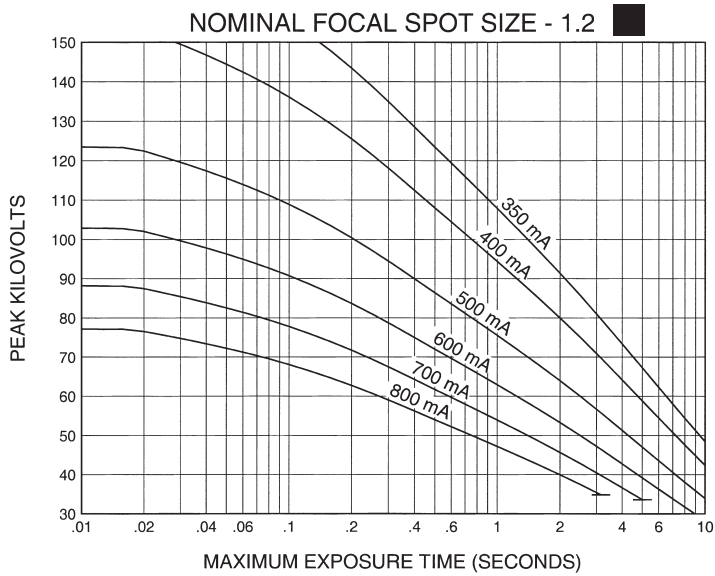 NOMINAL FOCAL SPOT SIZE - 1.2
PEAK KILOVOLTS
150
140
130
120
110
100
90
80
70
60
50
40
30
350 mA
400 mA
500 mA
600 mA
700 mA
800 mA
.01 .02 .04 .06 .1 .2 .4 .6 1 2 4 6 10
MAXIMUM EXPOSURE TIME (SECONDS)